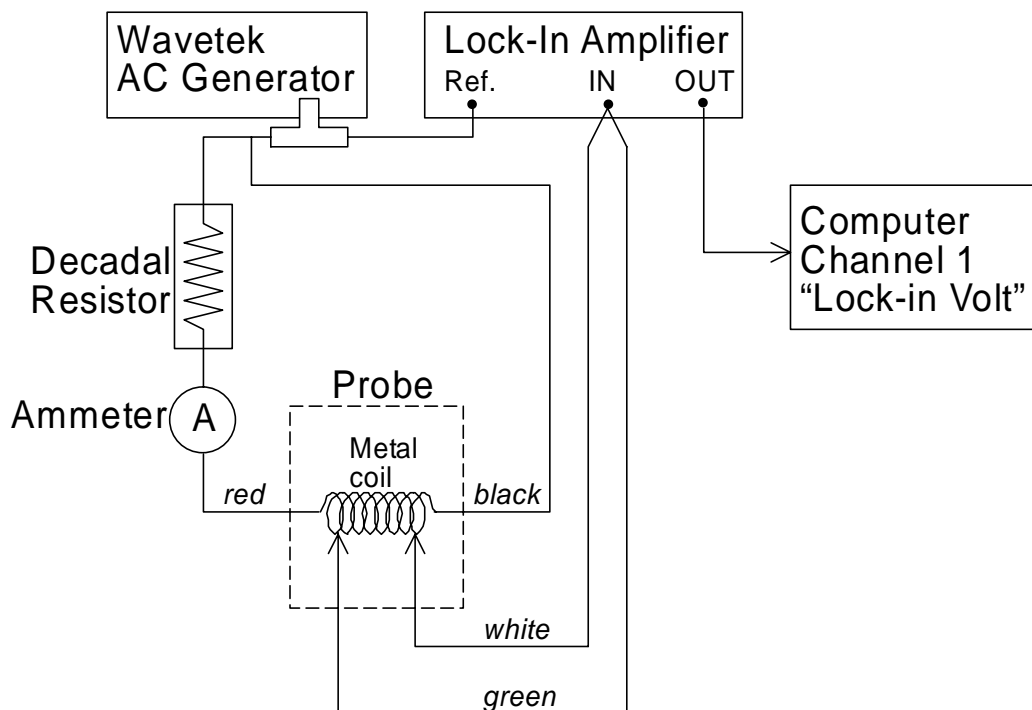 Wavetek
AC Generator
Lock-In Amplifier
Ref. IN OUT
Decadal
Resistor
Computer
Channel 1
“Lock-in Volt”
Probe
Ammeter A
Metal
coil
red black
white
green